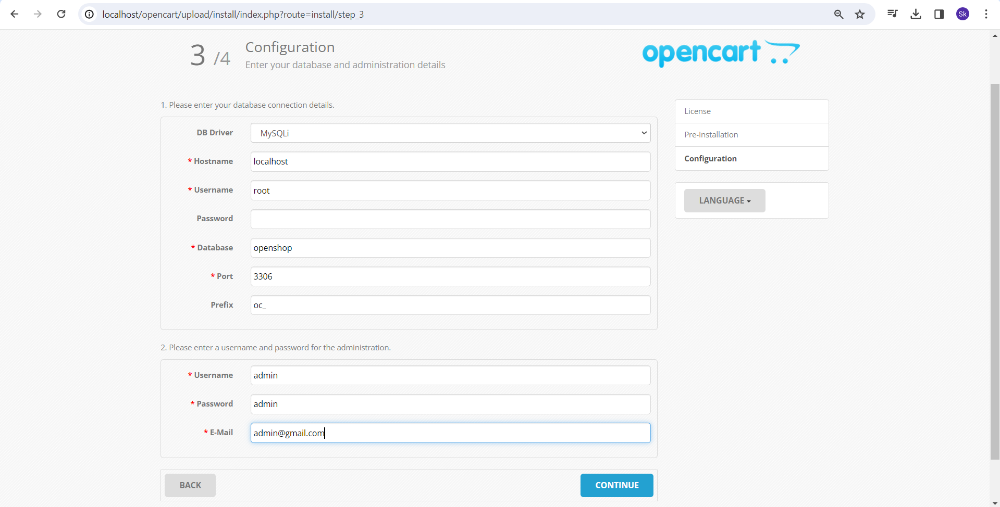 localhost/opencart/upload/install/index.php?route=install/step_3
Sk
3 /4
Configuration
Enter your database and administration details
opencart
1. Please enter your database connection details.
DB Driver
MySQLi
* Hostname
localhost
* Username
root
Password
* Database
openshop
* Port
3306
Prefix
oc_
2. Please enter a username and password for the administration.
* Username
admin
* Password
admin
* E-Mail
admin@gmail.com
BACK
CONTINUE
License
Pre-Installation
Configuration
LANGUAGE